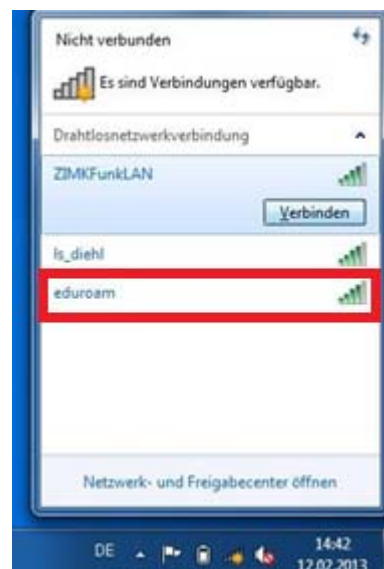 Nicht verbunden
Es sind Verbindungen verfügbar.
Drahtlosnetzwerkverbindung
ZIMKFunkLAN
Verbinden
ls_diehl
eduroam
Netzwerk- und Freigabecenter öffnen
DE
14:42
12.02.2013